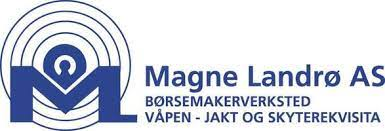 Magne Landrø AS
BØRSEMAKERVERKSTED
VÅPEN - JAKT OG SKYTEREKVISITA